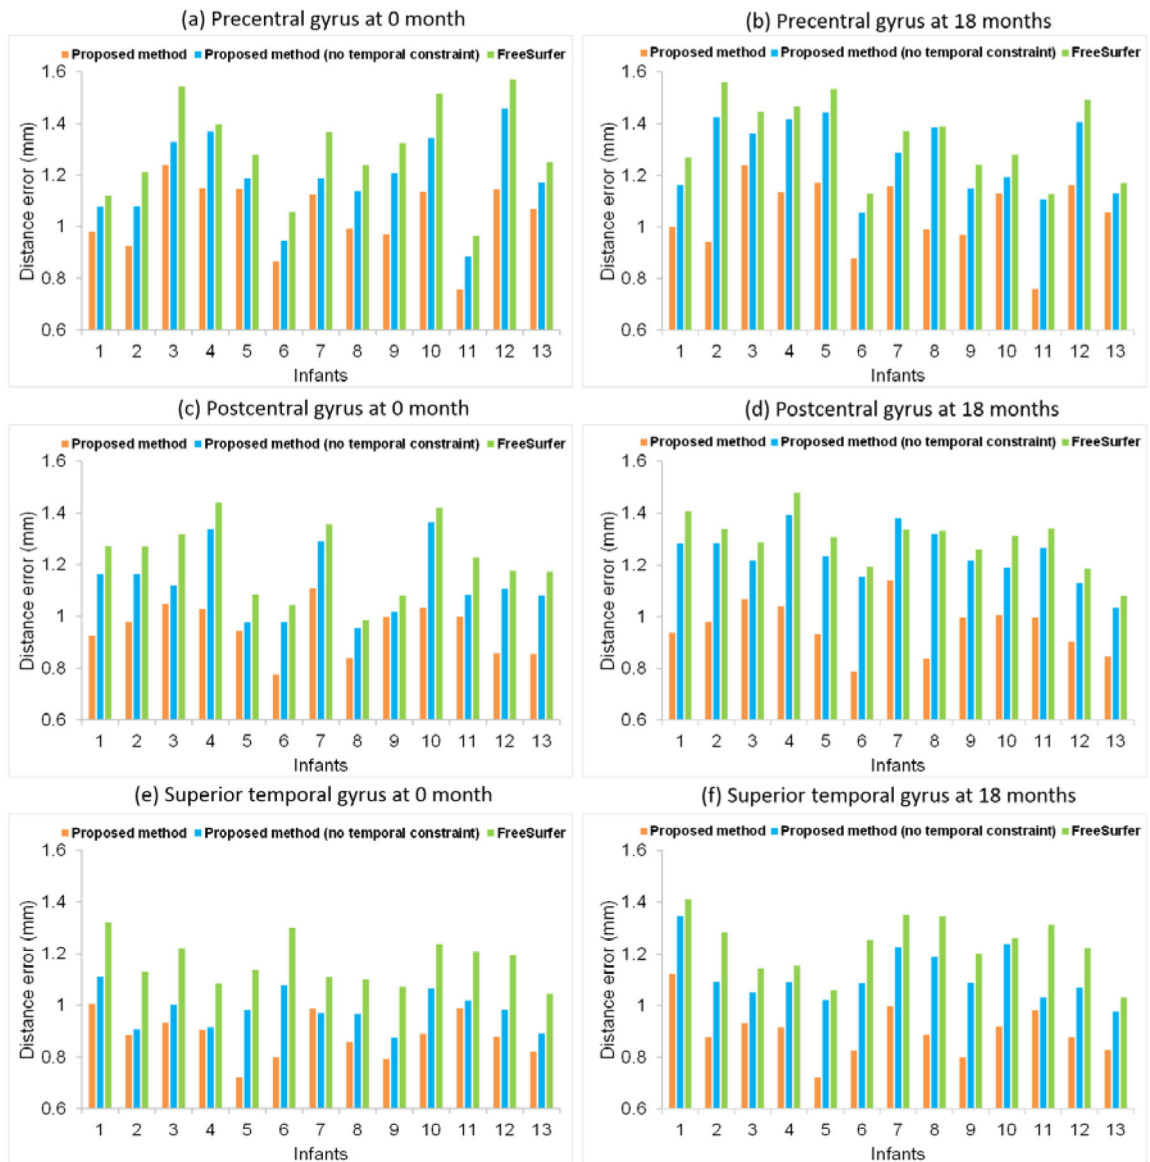 (a) Precentral gyrus at 0 month
Proposed method Proposed method (no temporal constraint) FreeSurfer
1.6
1.4
1.2
1
0.8
0.6
Distance error (mm)
1 2 3 4 5 6 7 8 9 10 11 12 13
Infants
(b) Precentral gyrus at 18 months
Proposed method Proposed method (no temporal constraint) FreeSurfer
1.6
1.4
1.2
1
0.8
0.6
Distance error (mm)
1 2 3 4 5 6 7 8 9 10 11 12 13
Infants
(c) Postcentral gyrus at 0 month
Proposed method Proposed method (no temporal constraint) FreeSurfer
1.6
1.4
1.2
1
0.8
0.6
Distance error (mm)
1 2 3 4 5 6 7 8 9 10 11 12 13
Infants
(d) Postcentral gyrus at 18 months
Proposed method Proposed method (no temporal constraint) FreeSurfer
1.6
1.4
1.2
1
0.8
0.6
Distance error (mm)
1 2 3 4 5 6 7 8 9 10 11 12 13
Infants
(e) Superior temporal gyrus at 0 month
Proposed method Proposed method (no temporal constraint) FreeSurfer
1.6
1.4
1.2
1
0.8
0.6
Distance error (mm)
1 2 3 4 5 6 7 8 9 10 11 12 13
Infants
(f) Superior temporal gyrus at 18 months
Proposed method Proposed method (no temporal constraint) FreeSurfer
1.6
1.4
1.2
1
0.8
0.6
Distance error (mm)
1 2 3 4 5 6 7 8 9 10 11 12 13
Infants